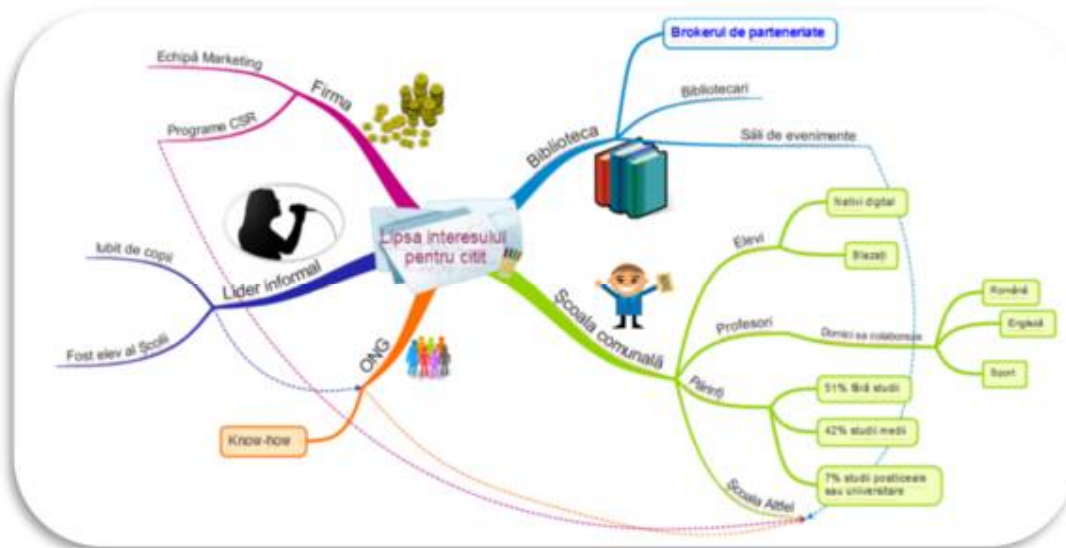 Lipsa interesului
pentru citit
Firma
Echipă Marketing
Programe CSR
Lider informal
Iubit de copii
Fost elev al Școlii
ONG
Know-how
Biblioteca
Brokerul de parteneriate
Bibliotecari
Săli de evenimente
Școala comunală
Elevi
Nativi digital
Blazați
Profesori
Dornici sa colaboreze
Română
Engleză
Sport
Părinți
51% fără studii
42% studii medii
7% studii postliceale
sau universitare
Școala Altfel